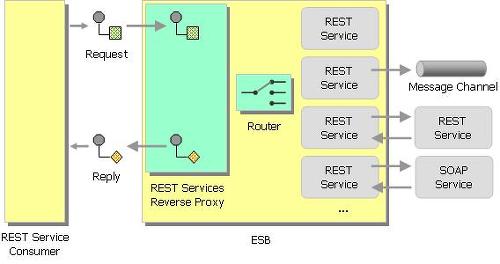 REST
Service
Request
REST
Service
Message Channel
Router
REST
Service
REST
Service
Reply
REST Services
Reverse Proxy
REST
Service
SOAP
Service
...
REST Service
Consumer
ESB